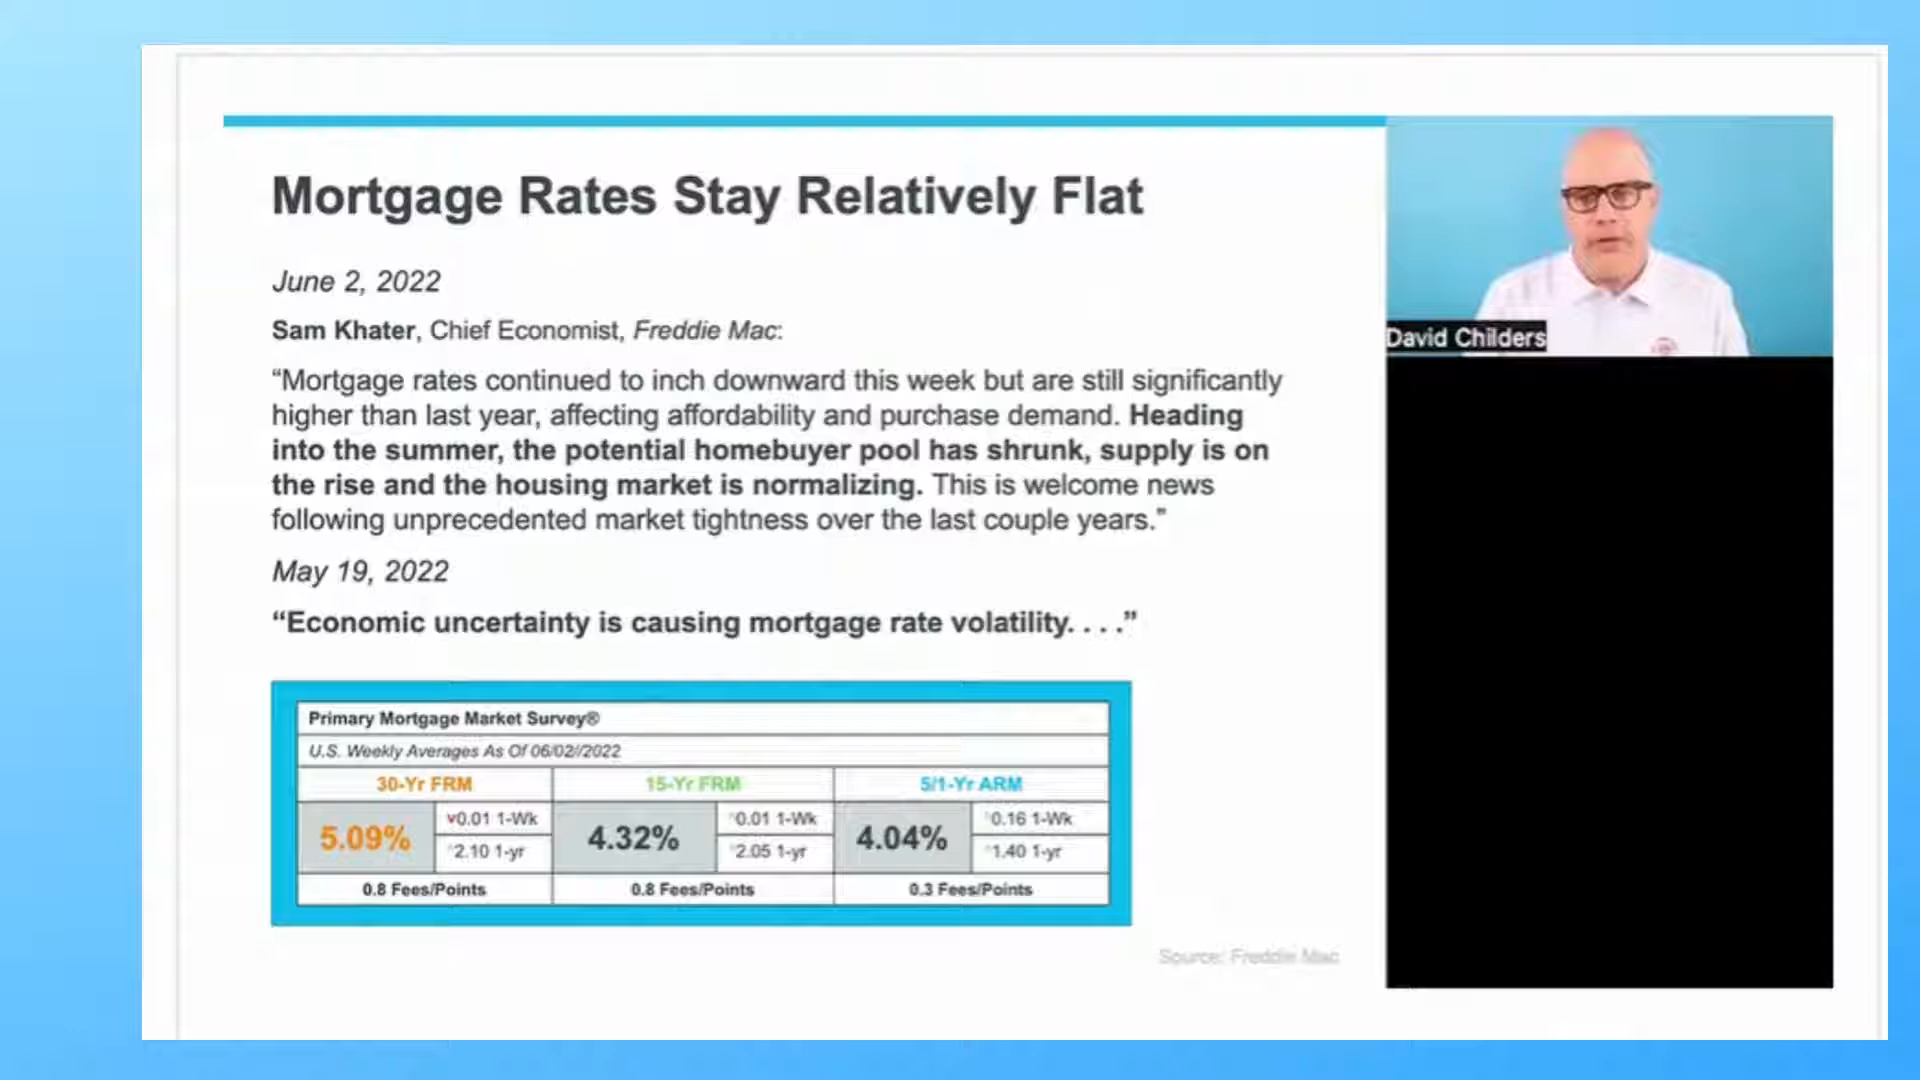 Mortgage Rates Stay Relatively Flat
June 2, 2022
Sam Khater, Chief Economist, Freddie Mac:
“Mortgage rates continued to inch downward this week but are still significantly
higher than last year, affecting affordability and purchase demand. Heading
into the summer, the potential homebuyer pool has shrunk, supply is on
the rise and the housing market is normalizing. This is welcome news
following unprecedented market tightness over the last couple years.”
May 19, 2022
“Economic uncertainty is causing mortgage rate volatility. . . .”
Primary Mortgage Market Survey®
U.S. Weekly Averages As Of 06/02//2022
30-Yr FRM 15-Yr FRM 5/1-Yr ARM
5.09% v0.01 1-Wk 4.32% ^0.01 1-Wk 4.04% ^0.16 1-Wk
^2.10 1-yr ^2.05 1-yr ^1.40 1-yr
0.8 Fees/Points 0.8 Fees/Points 0.3 Fees/Points
Source: Freddie Mac
David Childers